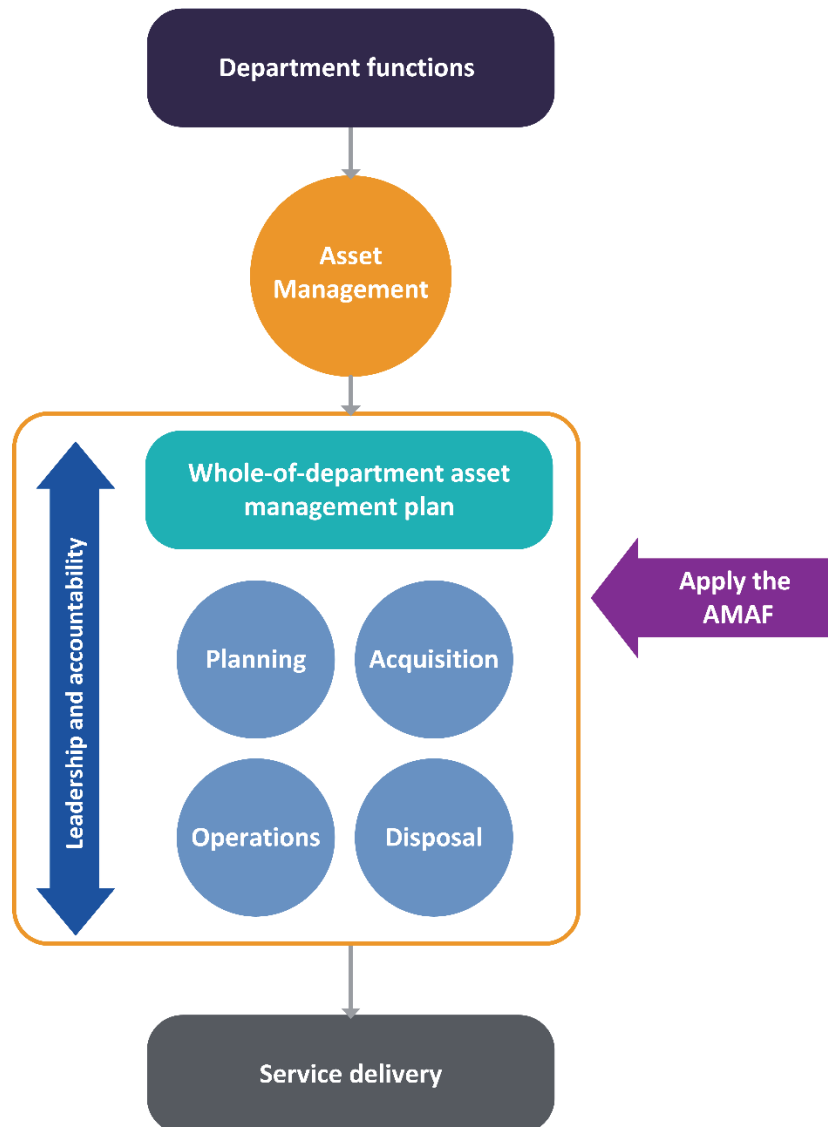 Department functions
Asset
Management
Whole-of-department asset
management plan
Leadership and accountability
Apply the
AMAF
Planning
Acquisition
Operations
Disposal
Service delivery